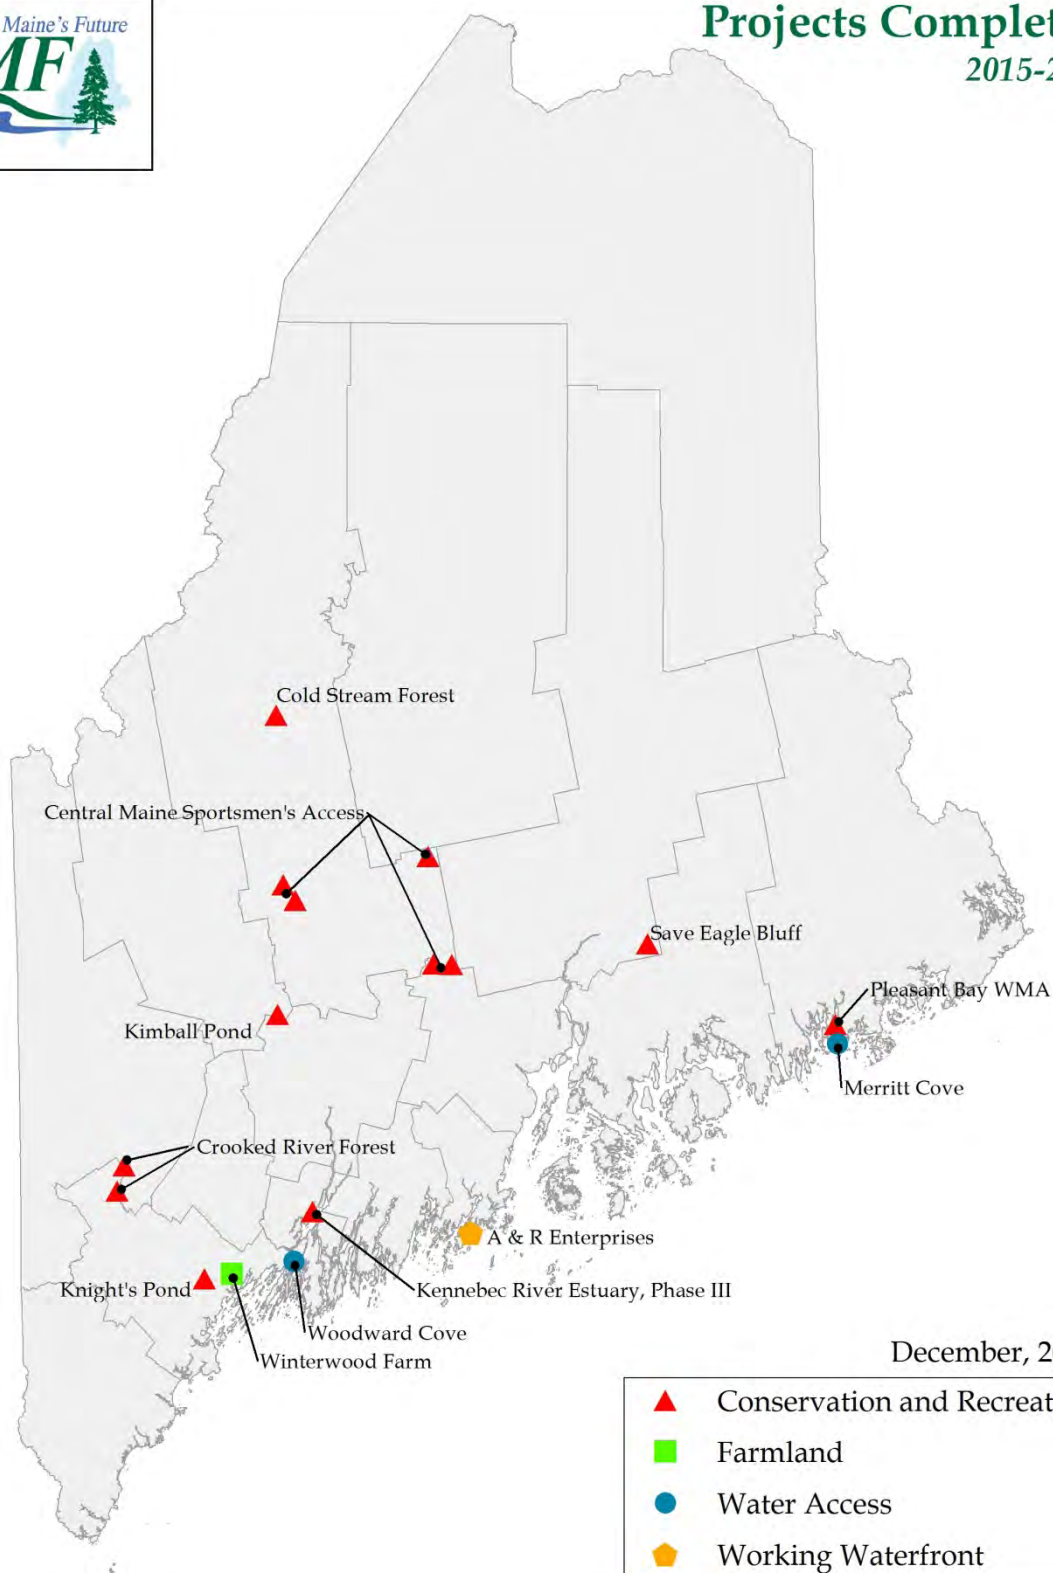 Maine's Future
MF
Projects Complet
2015-2
Cold Stream Forest
Central Maine Sportsmen's Access
Save Eagle Bluff
Pleasant Bay WMA
Kimball Pond
Merritt Cove
Crooked River Forest
A & R Enterprises
Knight's Pond
Kennebec River Estuary, Phase III
Woodward Cove
Winterwood Farm
December, 2
Conservation and Recreat
Farmland
Water Access
Working Waterfront